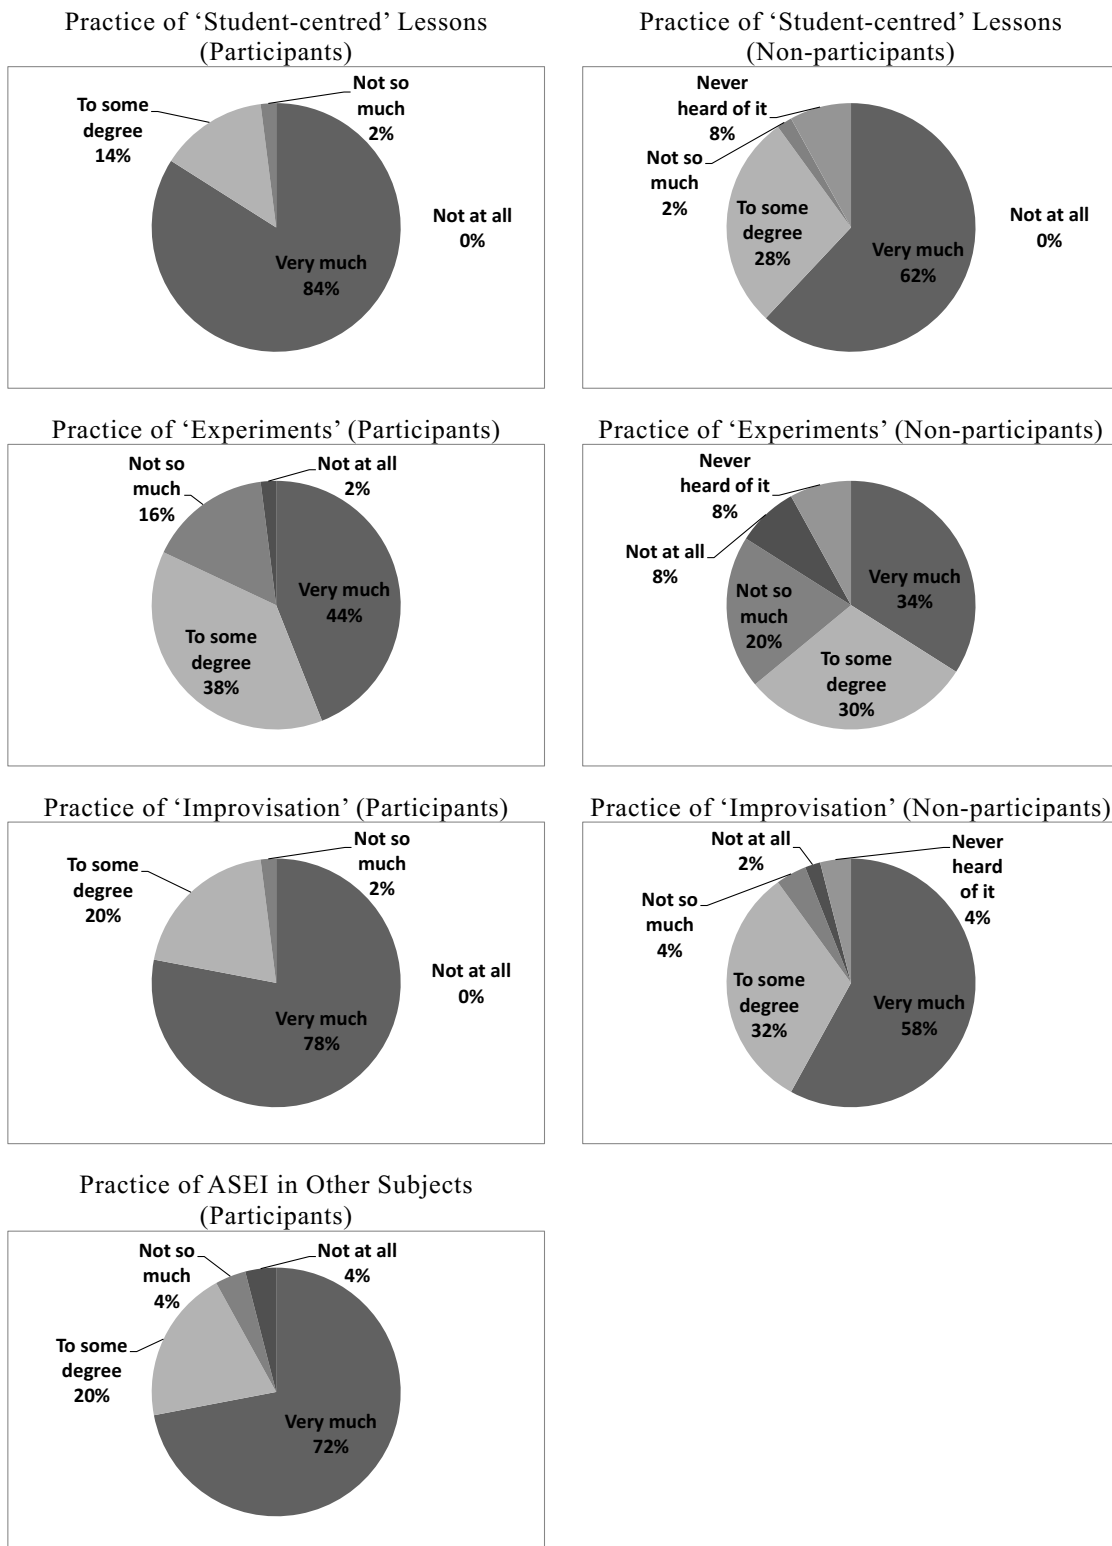 Practice of ‘Student-centred’ Lessons
(Participants)
Not so
much
2%
To some
degree
14%
Not at all
0%
Very much
84%
Practice of ‘Student-centred’ Lessons
(Non-participants)
Never
heard of it
8%
Not so
much
2%
To some
degree
28%
Not at all
0%
Very much
62%
Practice of ‘Experiments’ (Participants)
Not so
much
16%
Not at all
2%
Very much
44%
To some
degree
38%
Practice of ‘Experiments’ (Non-participants)
Never
heard of it
8%
Not at all
8%
Very much
34%
Not so
much
20%
To some
degree
30%
Practice of ‘Improvisation’ (Participants)
Not so
much
2%
To some
degree
20%
Not at all
0%
Very much
78%
Practice of ‘Improvisation’ (Non-participants)
Not at all
2%
Never
heard
of it
4%
Not so
much
4%
To some
degree
32%
Very much
58%
Practice of ASEI in Other Subjects
(Participants)
Not so
much
4%
Not at all
4%
To some
degree
20%
Very much
72%